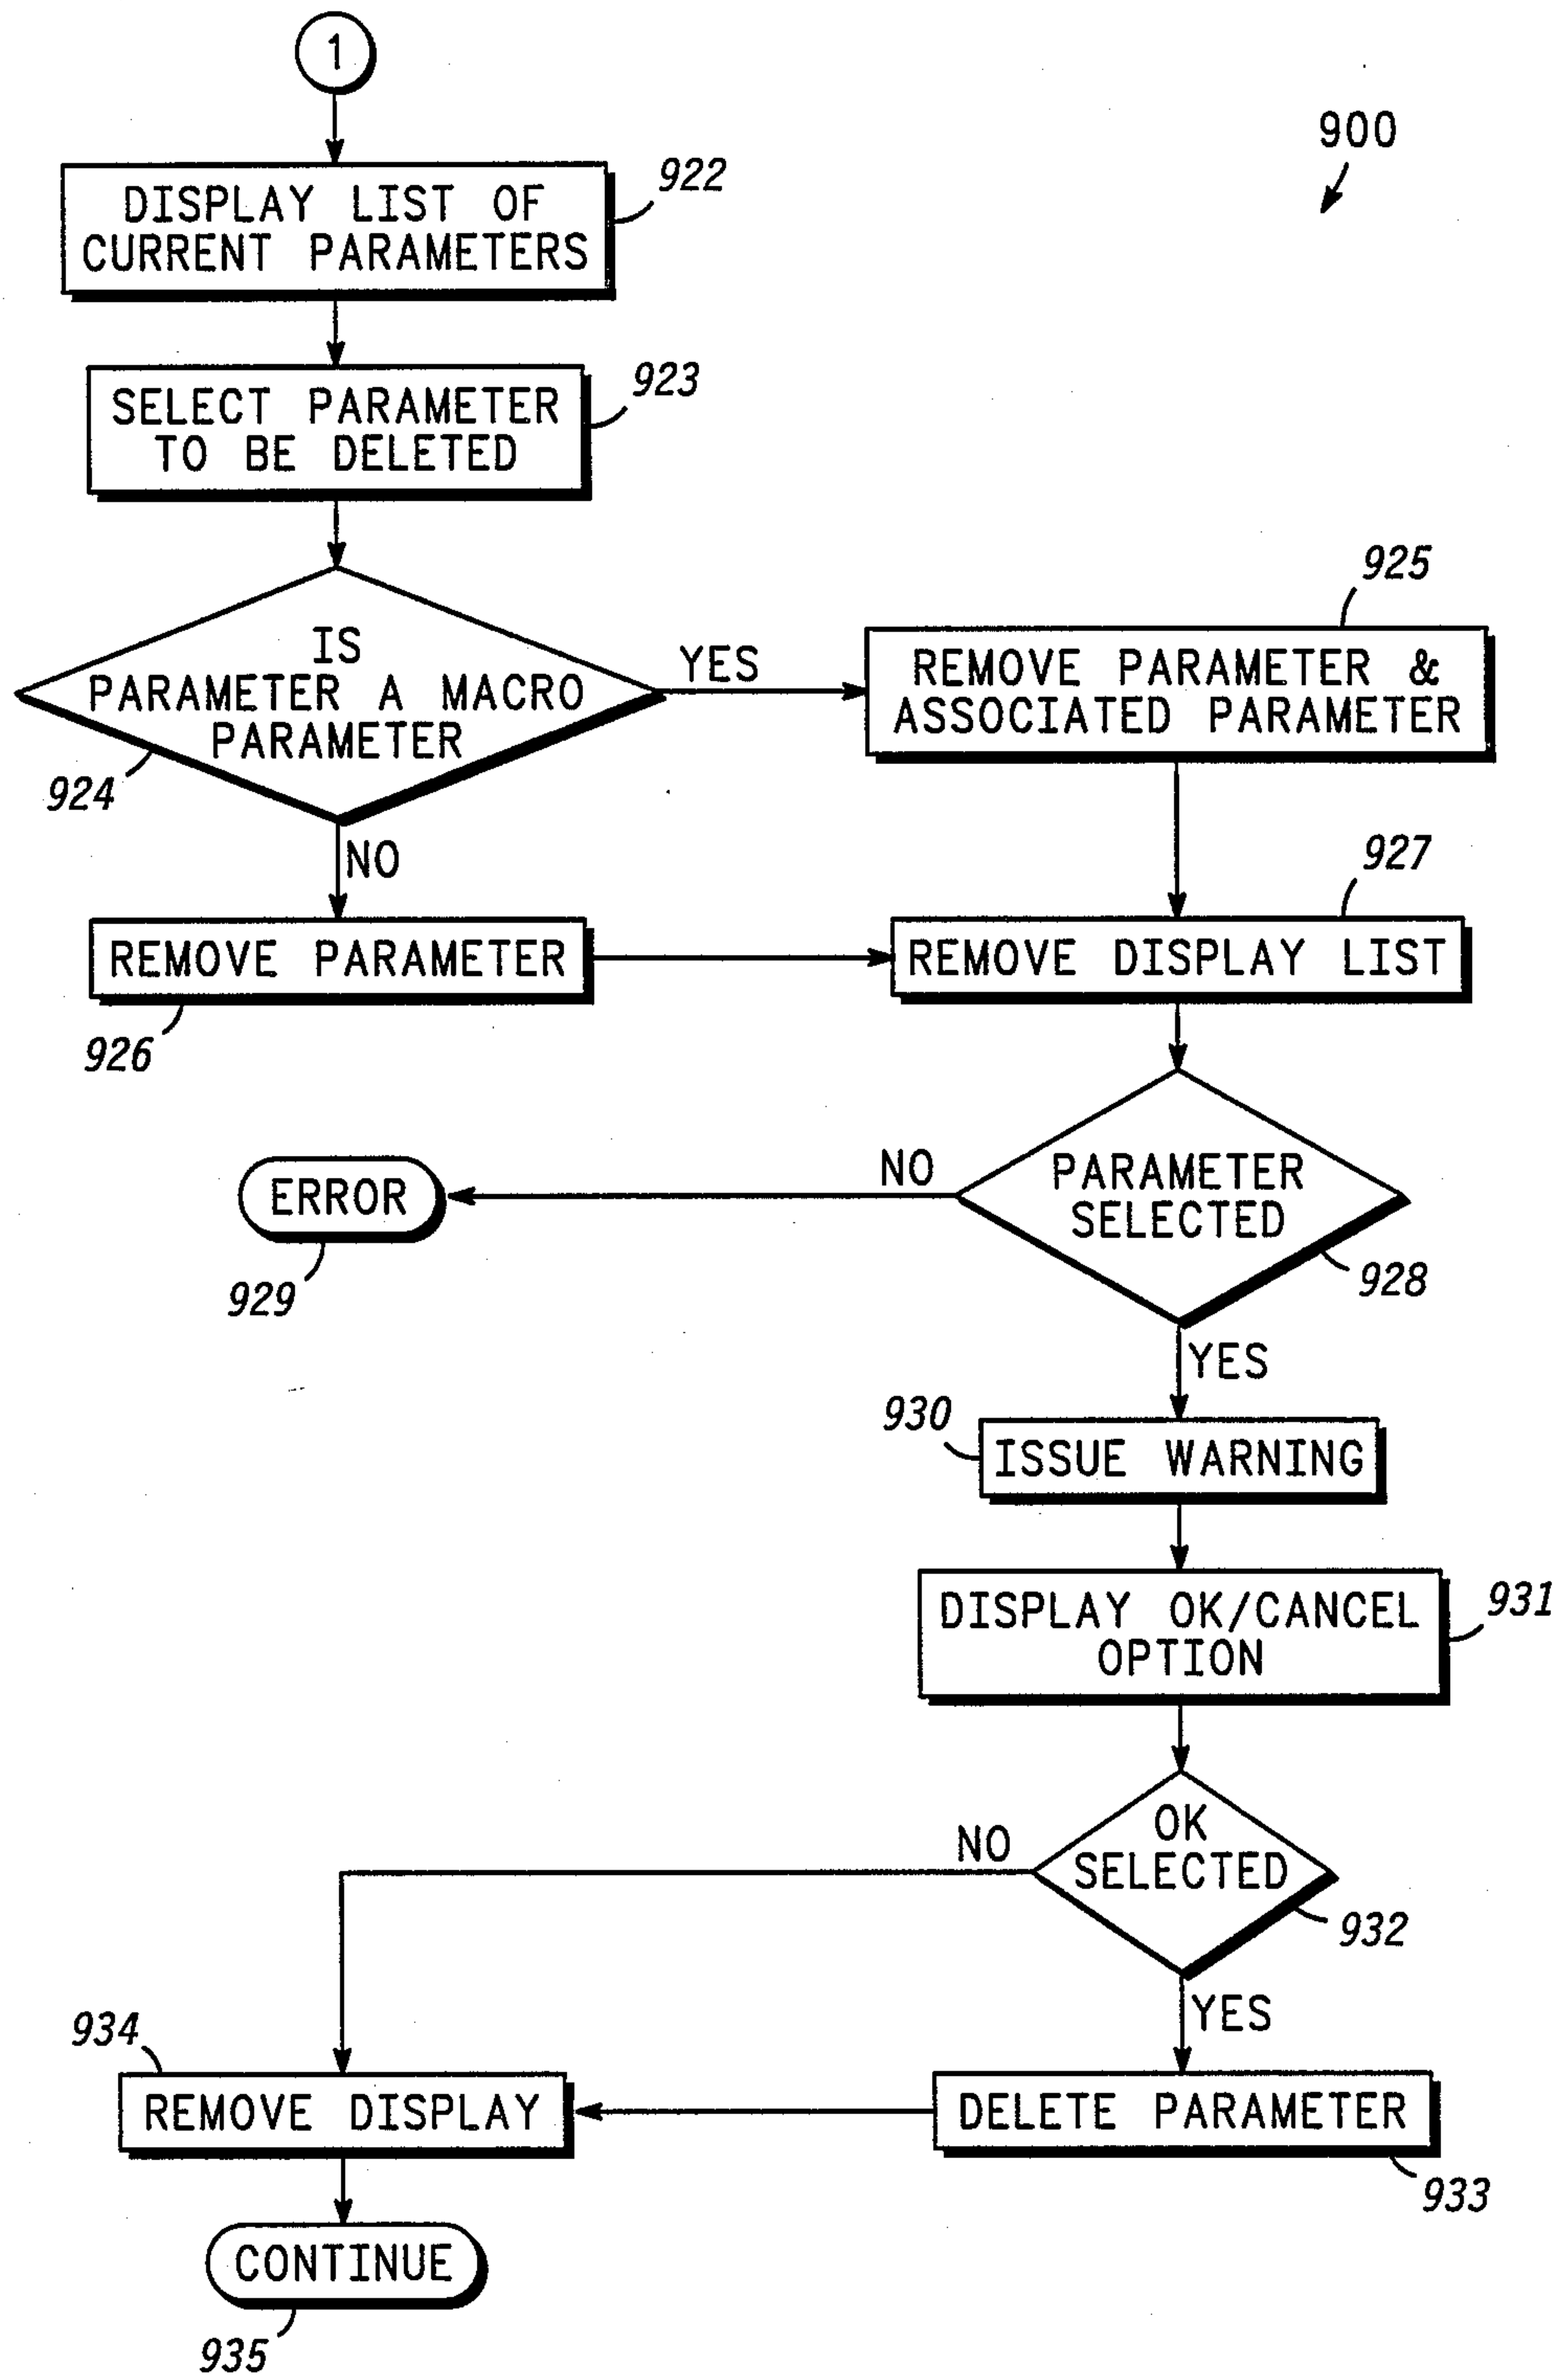 1
900
922
DISPLAY LIST OF
CURRENT PARAMETERS
923
SELECT PARAMETER
TO BE DELETED
925
IS
PARAMETER A MACRO
PARAMETER
YES
REMOVE PARAMETER &
ASSOCIATED PARAMETER
924
NO
927
REMOVE PARAMETER
REMOVE DISPLAY LIST
926
NO
PARAMETER
SELECTED
ERROR
928
929
YES
930
ISSUE WARNING
931
DISPLAY OK/CANCEL
OPTION
NO
OK
SELECTED
932
YES
934
REMOVE DISPLAY
DELETE PARAMETER
933
CONTINUE
935